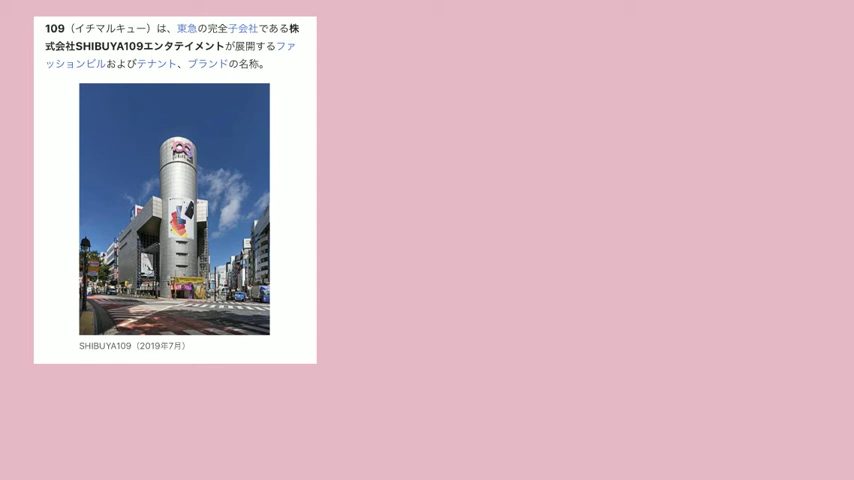 109（イチマルキュー）は、東急の完全子会社である株
式会社SHIBUYA109エンタテイメントが展開するファ
ッションビルおよびテナント、ブランドの名称。
109
SHIBUYA109（2019年7月）